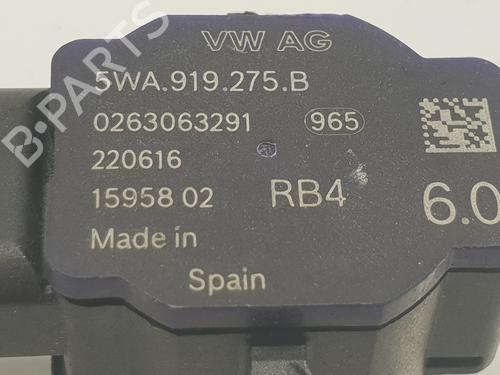 B-PARTS
VW AG
5WA.919.275.B
0263063291 965
220616
15958 02 RB4 6.0
Made in
Spain